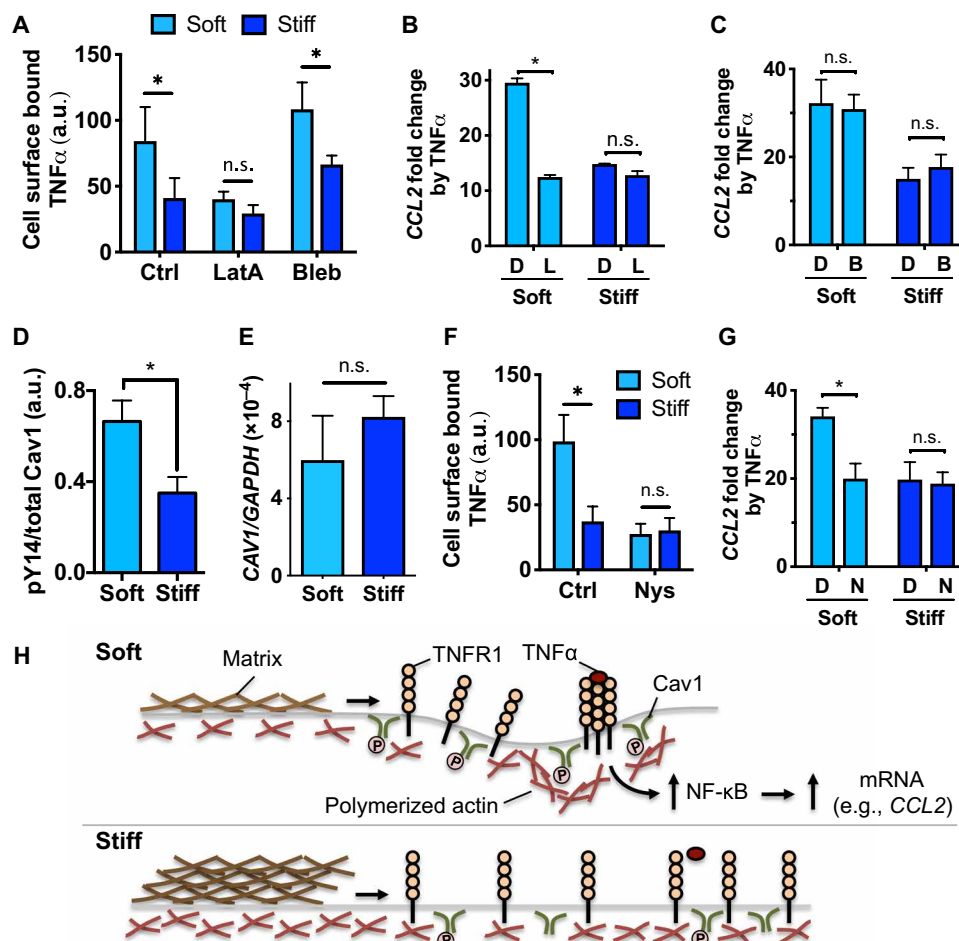 A
Soft
Stiff
Cell surface bound
TNFα (a.u.)
150
100
50
0
*
n.s.
*
Ctrl
LatA
Bleb
B
CCL2 fold change
by TNFα
30
20
10
0
*
n.s.
D
L
D
L
Soft
Stiff
C
CCL2 fold change
by TNFα
40
20
0
n.s.
n.s.
D
B
D
B
Soft
Stiff
D
pY14/total Cav1 (a.u.)
0.8
0.4
0.0
*
Soft
Stiff
E
CAV1/GAPDH (×10⁻⁴)
8
4
0
n.s.
Soft
Stiff
F
Cell surface bound
TNFα (a.u.)
150
100
50
0
*
n.s.
Soft
Stiff
Ctrl
Nys
G
CCL2 fold change
by TNFα
40
20
0
*
n.s.
D
N
D
N
Soft
Stiff
H
Soft
Matrix
TNFR1
TNFα
Cav1
P
P
P
P
Polymerized actin
NF-κB
mRNA
(e.g., CCL2)
Stiff
P
P